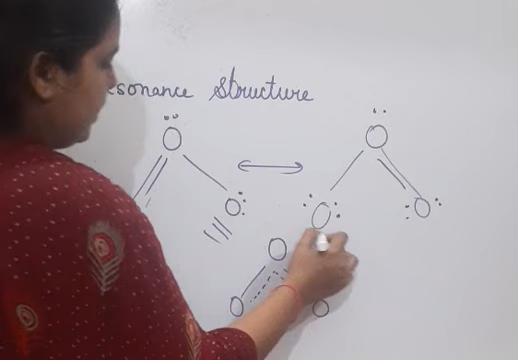 esonance Structure
O O
O O O
O
O O